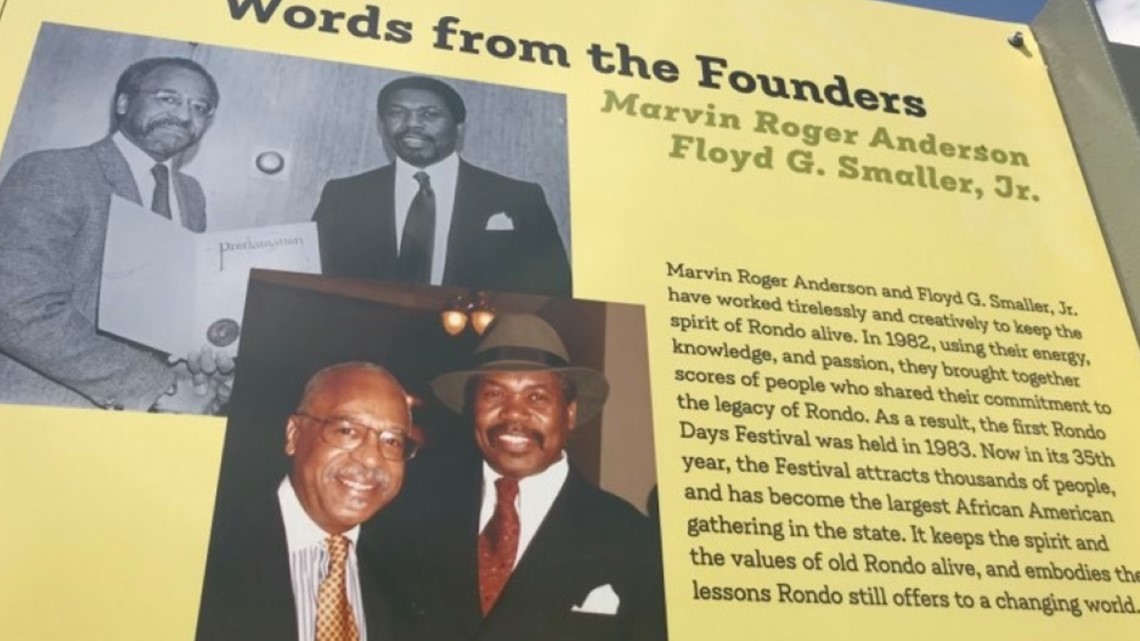 Words from the Founders
Marvin Roger Anderson
Floyd G. Smaller, Jr.
Proclamation
Marvin Roger Anderson and Floyd G. Smaller, Jr.
have worked tirelessly and creatively to keep the
spirit of Rondo alive. In 1982, using their energy,
knowledge, and passion, they brought together
scores of people who shared their commitment to
the legacy of Rondo. As a result, the first Rondo
Days Festival was held in 1983. Now in its 35th
year, the Festival attracts thousands of people,
and has become the largest African American
gathering in the state. It keeps the spirit and
the values of old Rondo alive, and embodies the
lessons Rondo still offers to a changing world.